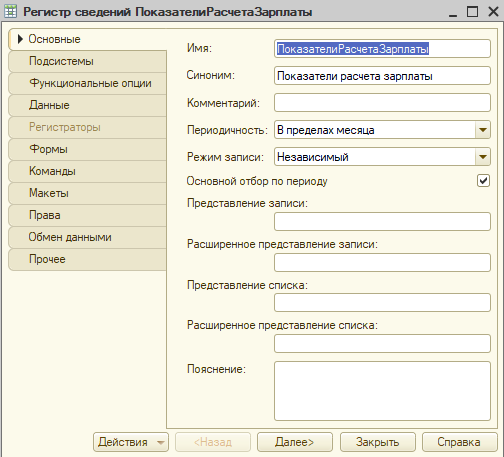 Регистр сведений ПоказателиРасчетаЗарплаты
Основные
Подсистемы
Функциональные опции
Данные
Регистраторы
Формы
Команды
Макеты
Права
Обмен данными
Прочее
Имя: ПоказателиРасчетаЗарплаты
Синоним: Показатели расчета зарплаты
Комментарий:
Периодичность: В пределах месяца
Режим записи: Независимый
Основной отбор по периоду
Представление записи:
Расширенное представление записи:
Представление списка:
Расширенное представление списка:
Пояснение:
Действия <Назад Далее> Закрыть Справка